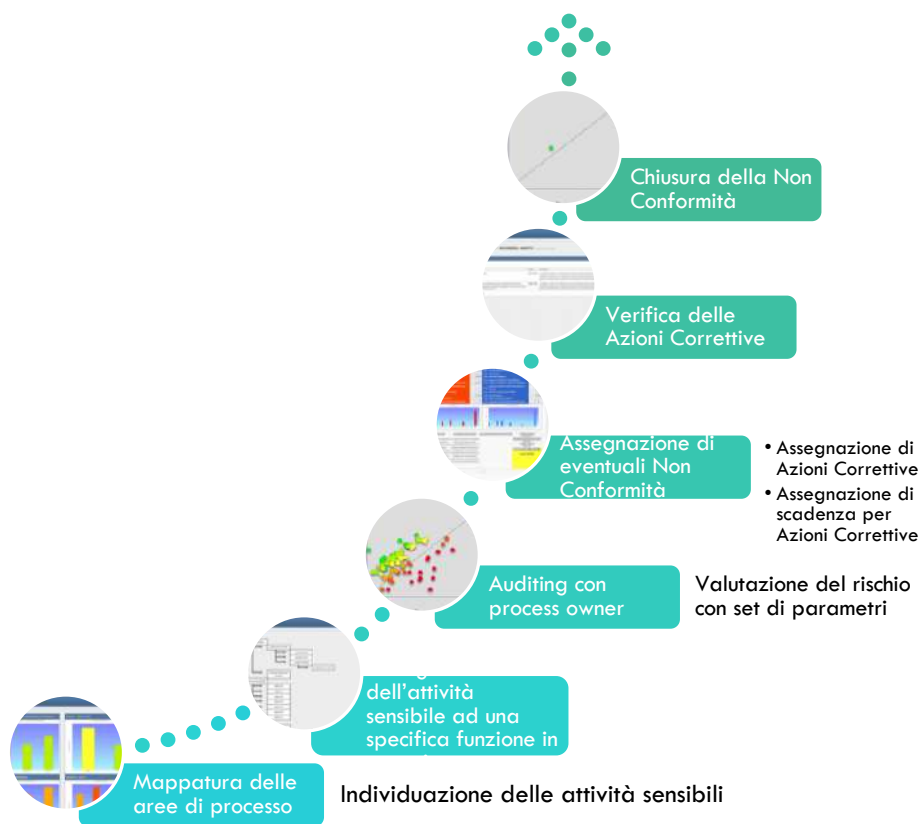 Chiusura della Non
Conformità
Verifica delle
Azioni Correttive
Assegnazione di
eventuali Non
Conformità
• Assegnazione di
Azioni Correttive
• Assegnazione di
scadenza per
Azioni Correttive
Auditing con
process owner
Valutazione del rischio
con set di parametri
dell’attività
sensibile ad una
specifica funzione in
Mappatura delle
aree di processo
Individuazione delle attività sensibili